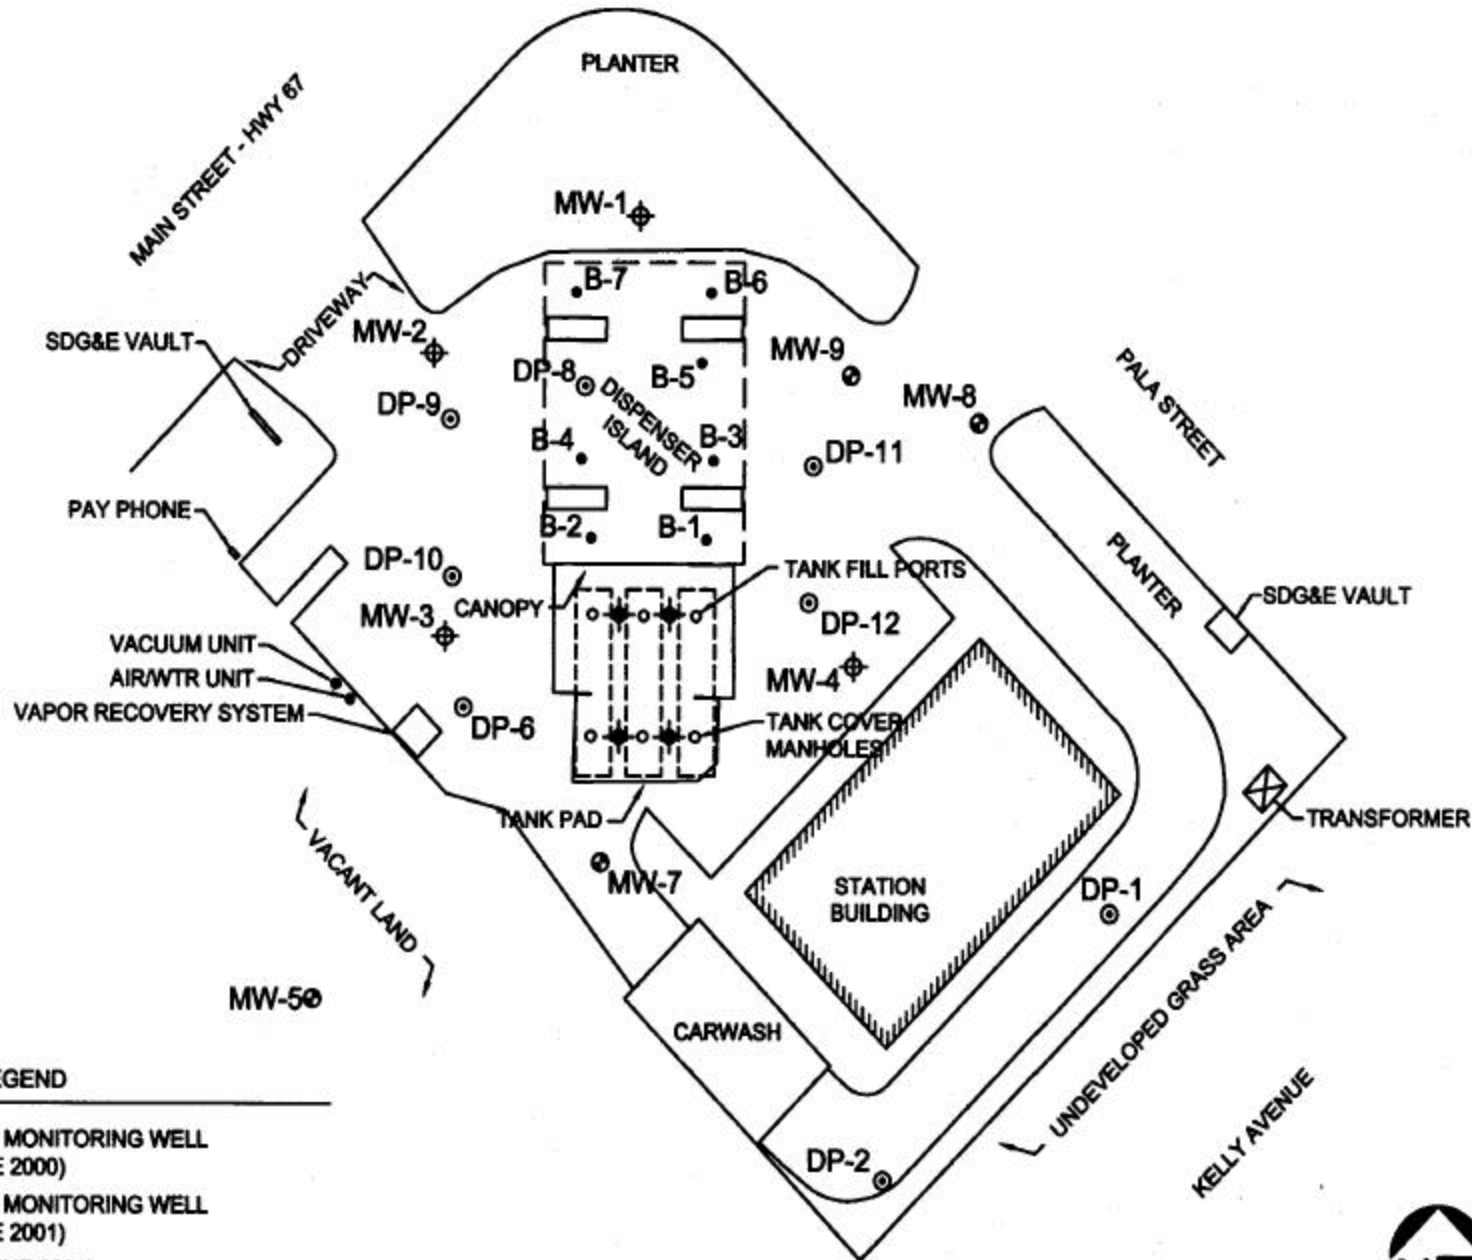 PLANTER
MAIN STREET - HWY 67
MW-1
B-7
B-6
DRIVEWAY
MW-2
SDG&E VAULT
MW-9
DP-8
B-5
PALA STREET
DP-9
MW-8
DISPENSER
ISLAND
B-4
B-3
DP-11
PAY PHONE
B-2
B-1
PLANTER
DP-10
TANK FILL PORTS
CANOPY
SDG&E VAULT
MW-3
DP-12
VACUUM UNIT
AIR/WTR UNIT
MW-4
VAPOR RECOVERY SYSTEM
DP-6
TANK COVER
MANHOLES
TANK PAD
TRANSFORMER
VACANT LAND
MW-7
STATION
BUILDING
DP-1
UNDEVELOPED GRASS AREA
MW-5
CARWASH
KELLY AVENUE
DP-2
EGEND
MONITORING WELL
E 2000)
MONITORING WELL
E 2001)